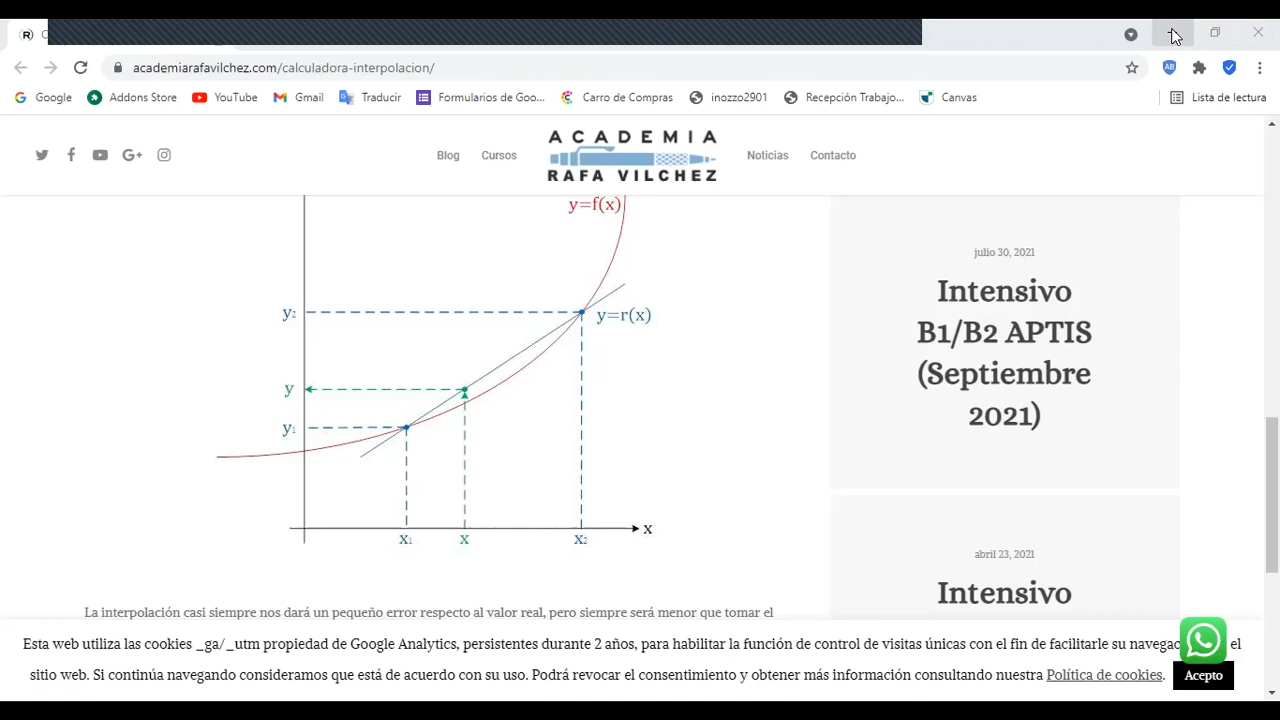 academiarafavilchez.com/calculadora-interpolacion/
Google Addons Store YouTube Gmail Traducir Formularios de Goo... Carro de Compras inozzo2901 Recepción Trabajo... Canvas Lista de lectura
Blog Cursos ACADEMIA RAFA VILCHEZ Noticias Contacto
y=f(x)
y₂
y=r(x)
y
y₁
x
x₁ x x₂
La interpolación casi siempre nos dará un pequeño error respecto al valor real, pero siempre será menor que tomar el
julio 30, 2021
Intensivo
B1/B2 APTIS
(Septiembre
2021)
abril 23, 2021
Intensivo
Esta web utiliza las cookies _ga/_utm propiedad de Google Analytics, persistentes durante 2 años, para habilitar la función de control de visitas únicas con el fin de facilitarle su navegac el
sitio web. Si continúa navegando consideramos que está de acuerdo con su uso. Podrá revocar el consentimiento y obtener más información consultando nuestra Política de cookies. Acepto